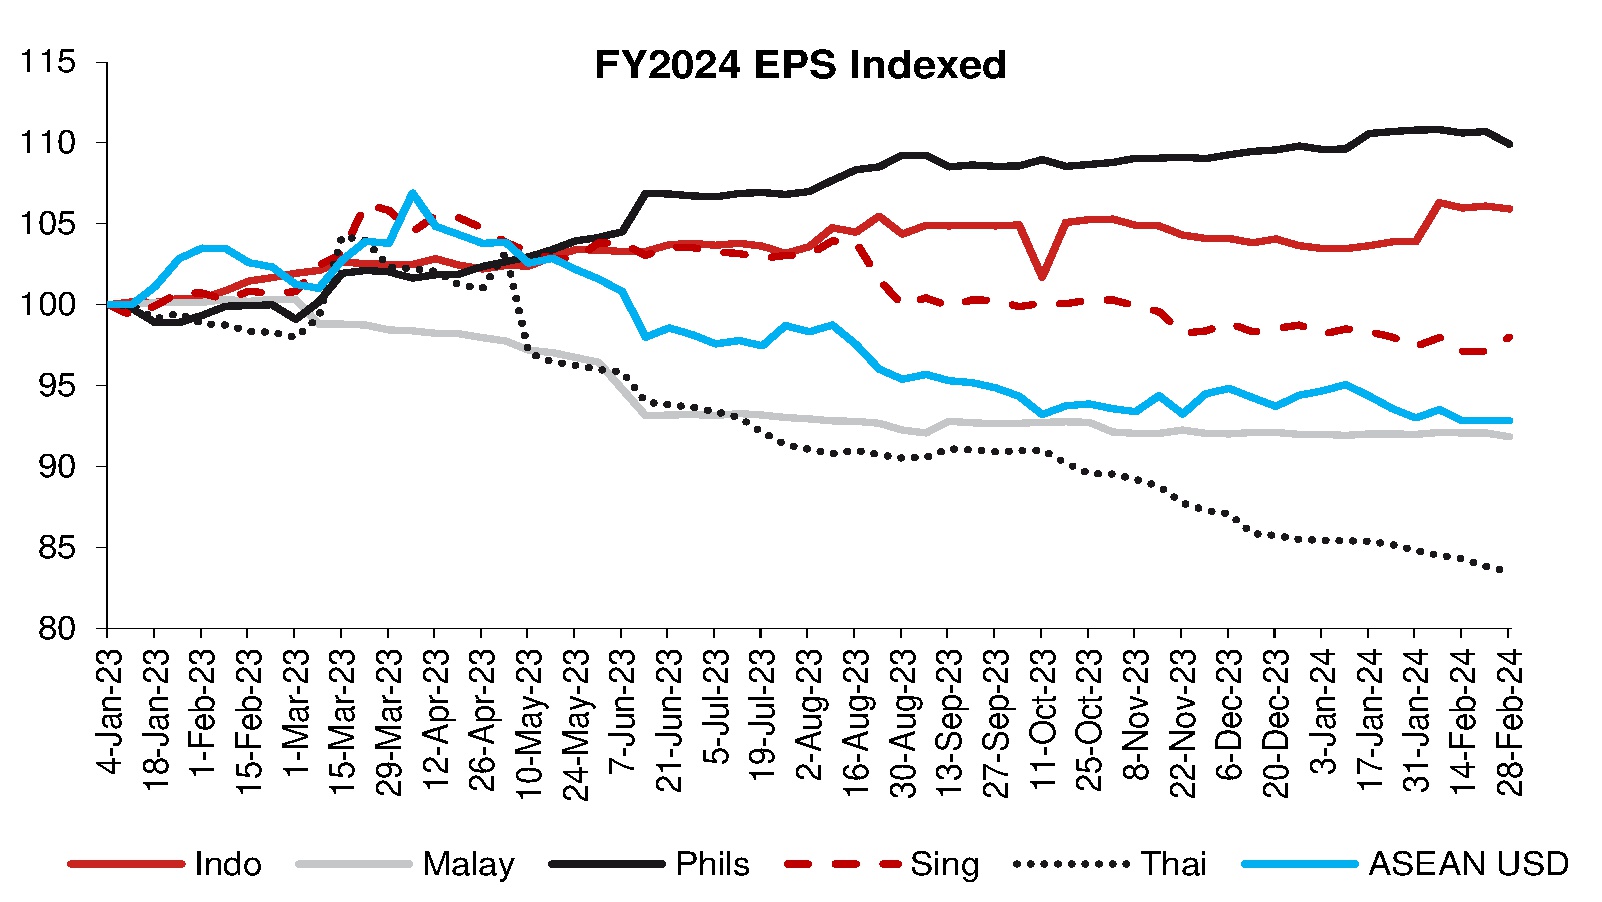 FY2024 EPS Indexed
115
110
105
100
95
90
85
80
4-Jan-23
18-Jan-23
1-Feb-23
15-Feb-23
1-Mar-23
15-Mar-23
29-Mar-23
12-Apr-23
26-Apr-23
10-May-23
24-May-23
7-Jun-23
21-Jun-23
5-Jul-23
19-Jul-23
2-Aug-23
16-Aug-23
30-Aug-23
13-Sep-23
27-Sep-23
11-Oct-23
25-Oct-23
8-Nov-23
22-Nov-23
6-Dec-23
20-Dec-23
3-Jan-24
17-Jan-24
31-Jan-24
14-Feb-24
28-Feb-24
Indo Malay Phils Sing Thai ASEAN USD